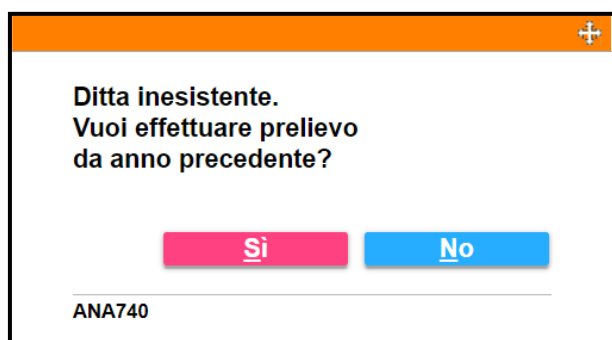 Ditta inesistente.
Vuoi effettuare prelievo
da anno precedente?
Sì
No
ANA740